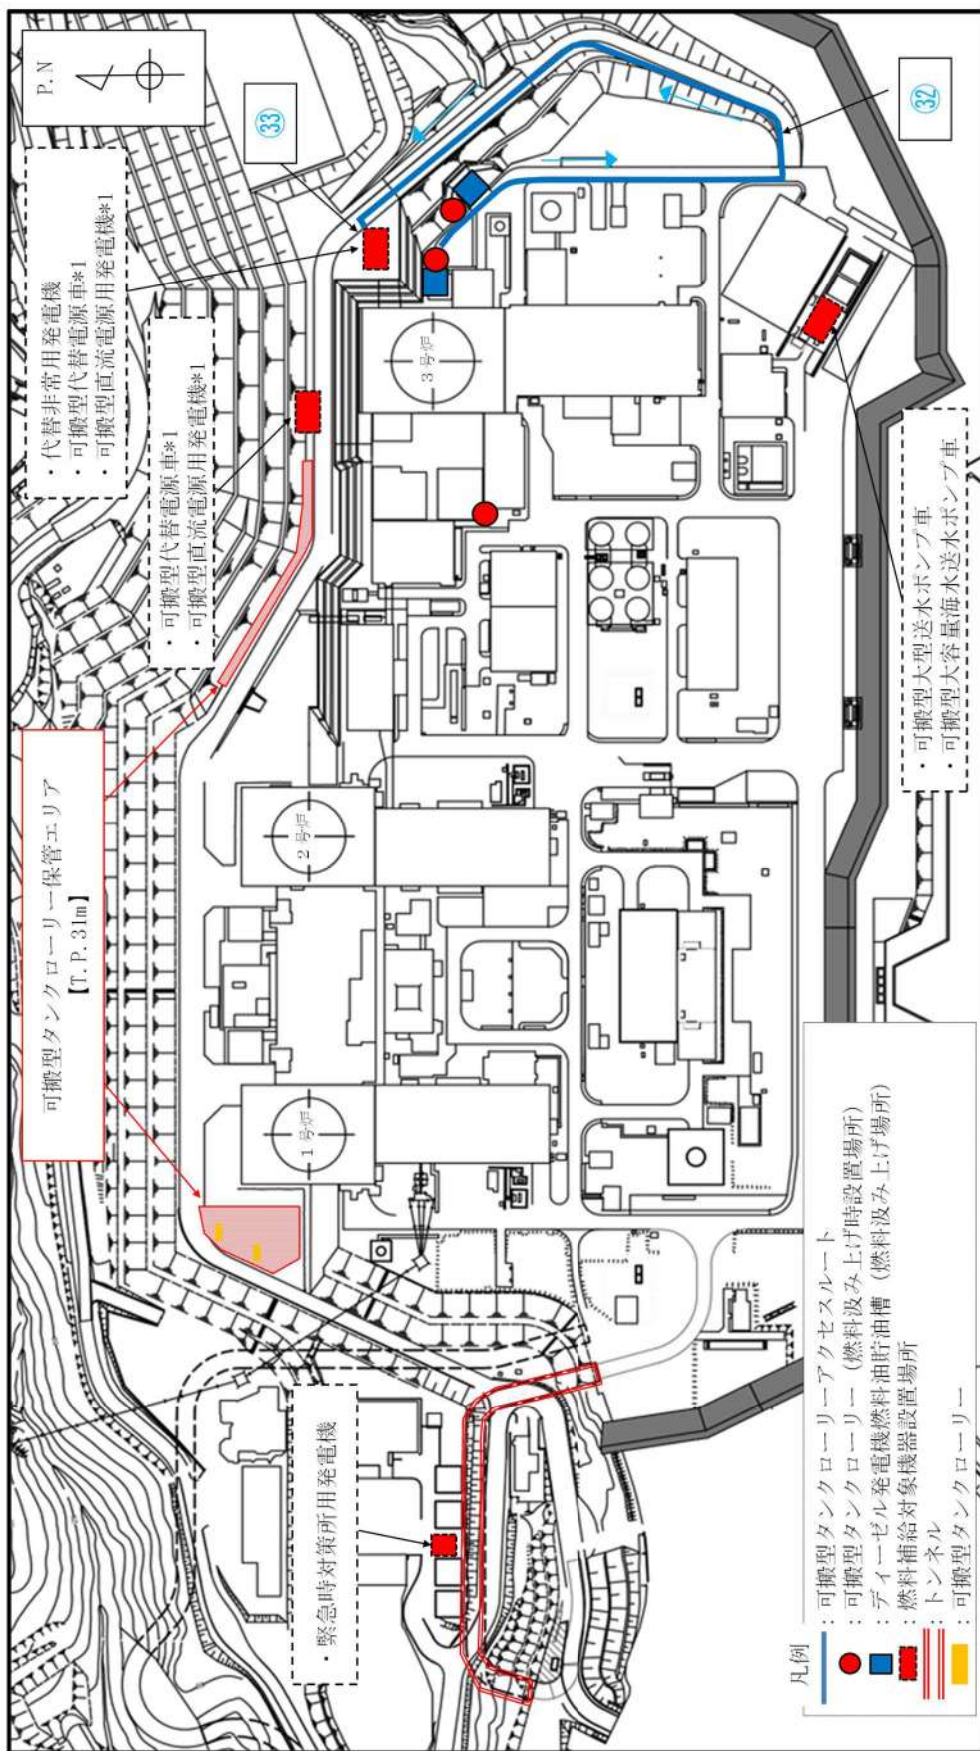 P.N
㉝
㉜
・代替非常用発電機
・可搬型代替電源車*1
・可搬型直流電源用発電機*1
・可搬型代替電源車*1
・可搬型直流電源用発電機*1
可搬型タンクローリー保管エリア
【T.P.31m】
3号炉
2号炉
1号炉
・緊急時対策所用発電機
・可搬型大型送水ポンプ車
・可搬型大容量海水送水ポンプ車
凡例
：可搬型タンクローリーアクセスルート
：可搬型タンクローリー（燃料汲み上げ時設置場所）
：ディーゼル発電機燃料油貯油槽（燃料汲み上げ場所）
：燃料補給対象機器設置場所
：トンネル
：可搬型タンクローリー